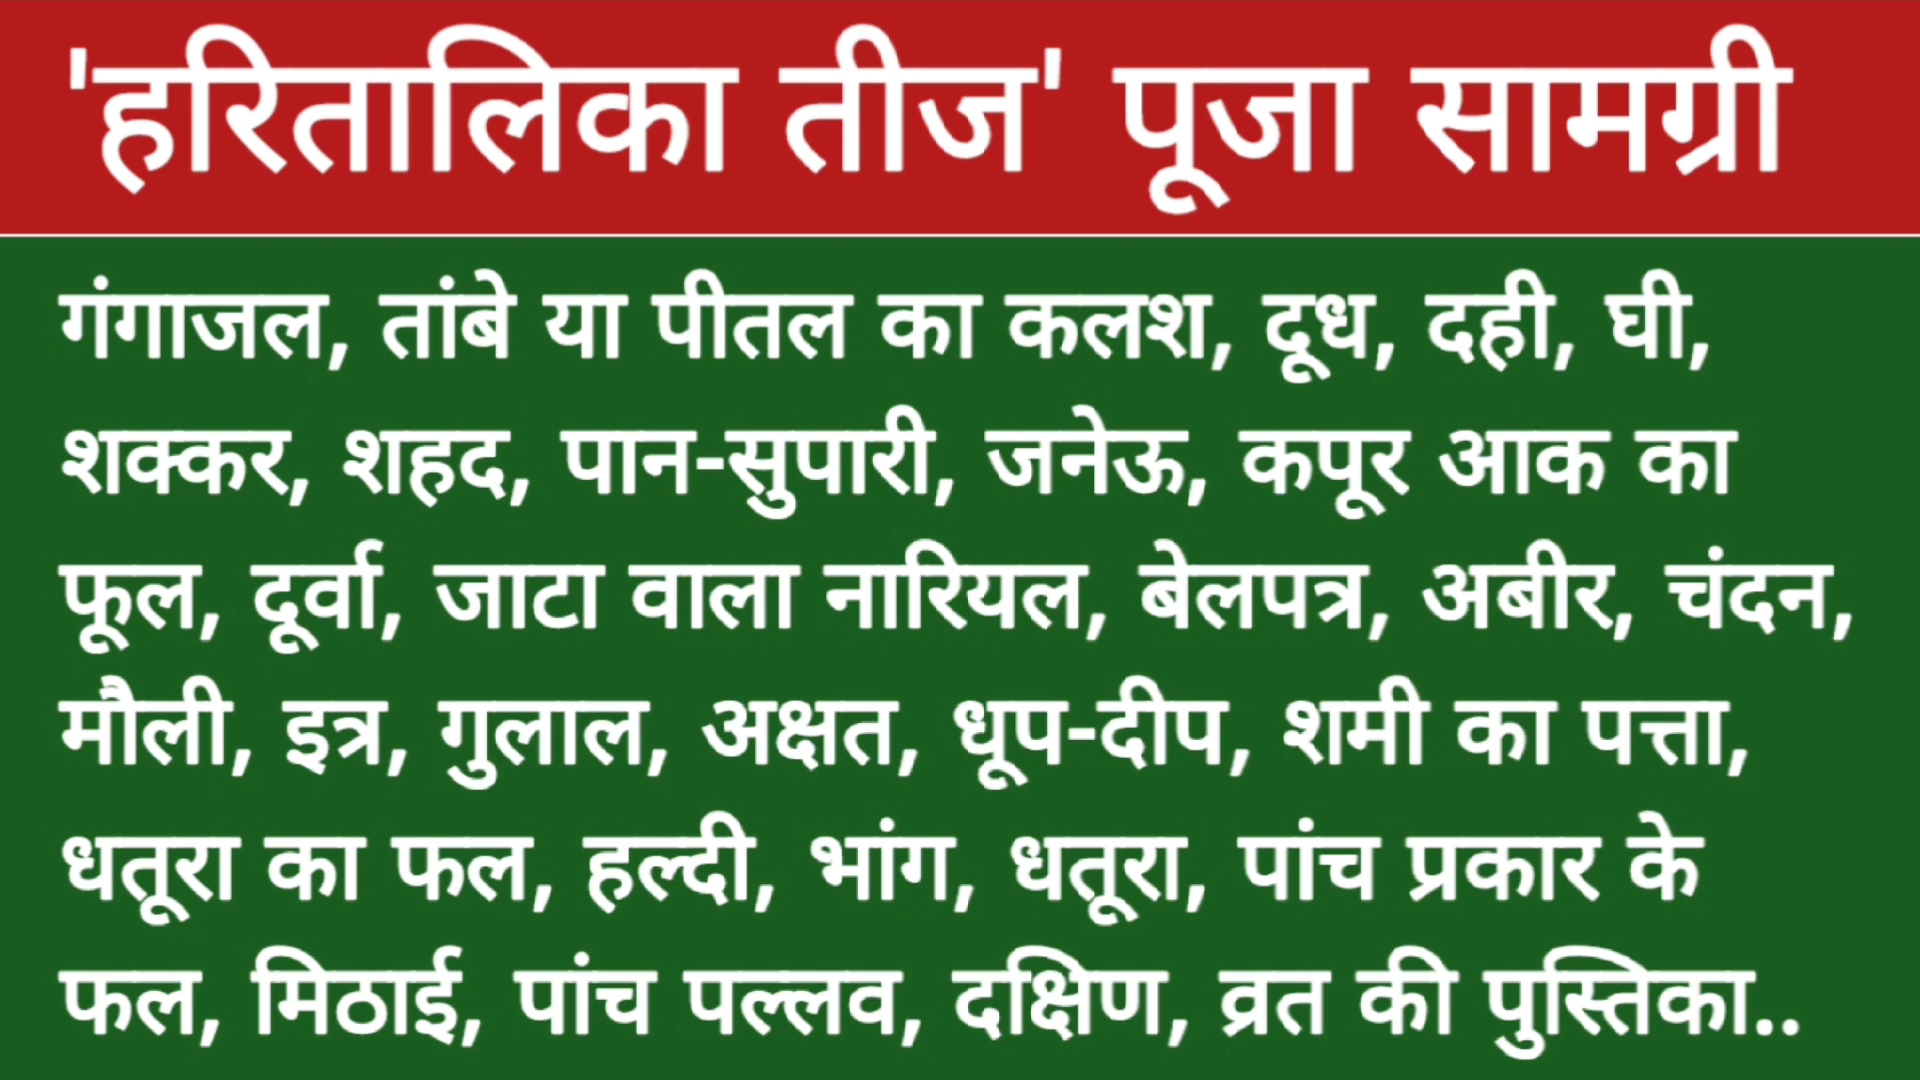 'हरितालिका तीज' पूजा सामग्री
गंगाजल, तांबे या पीतल का कलश, दूध, दही, घी,
शक्कर, शहद, पान-सुपारी, जनेऊ, कपूर आक का
फूल, दूर्वा, जाटा वाला नारियल, बेलपत्र, अबीर, चंदन,
मौली, इत्र, गुलाल, अक्षत, धूप-दीप, शमी का पत्ता,
धतूरा का फल, हल्दी, भांग, धतूरा, पांच प्रकार के
फल, मिठाई, पांच पल्लव, दक्षिण, व्रत की पुस्तिका..